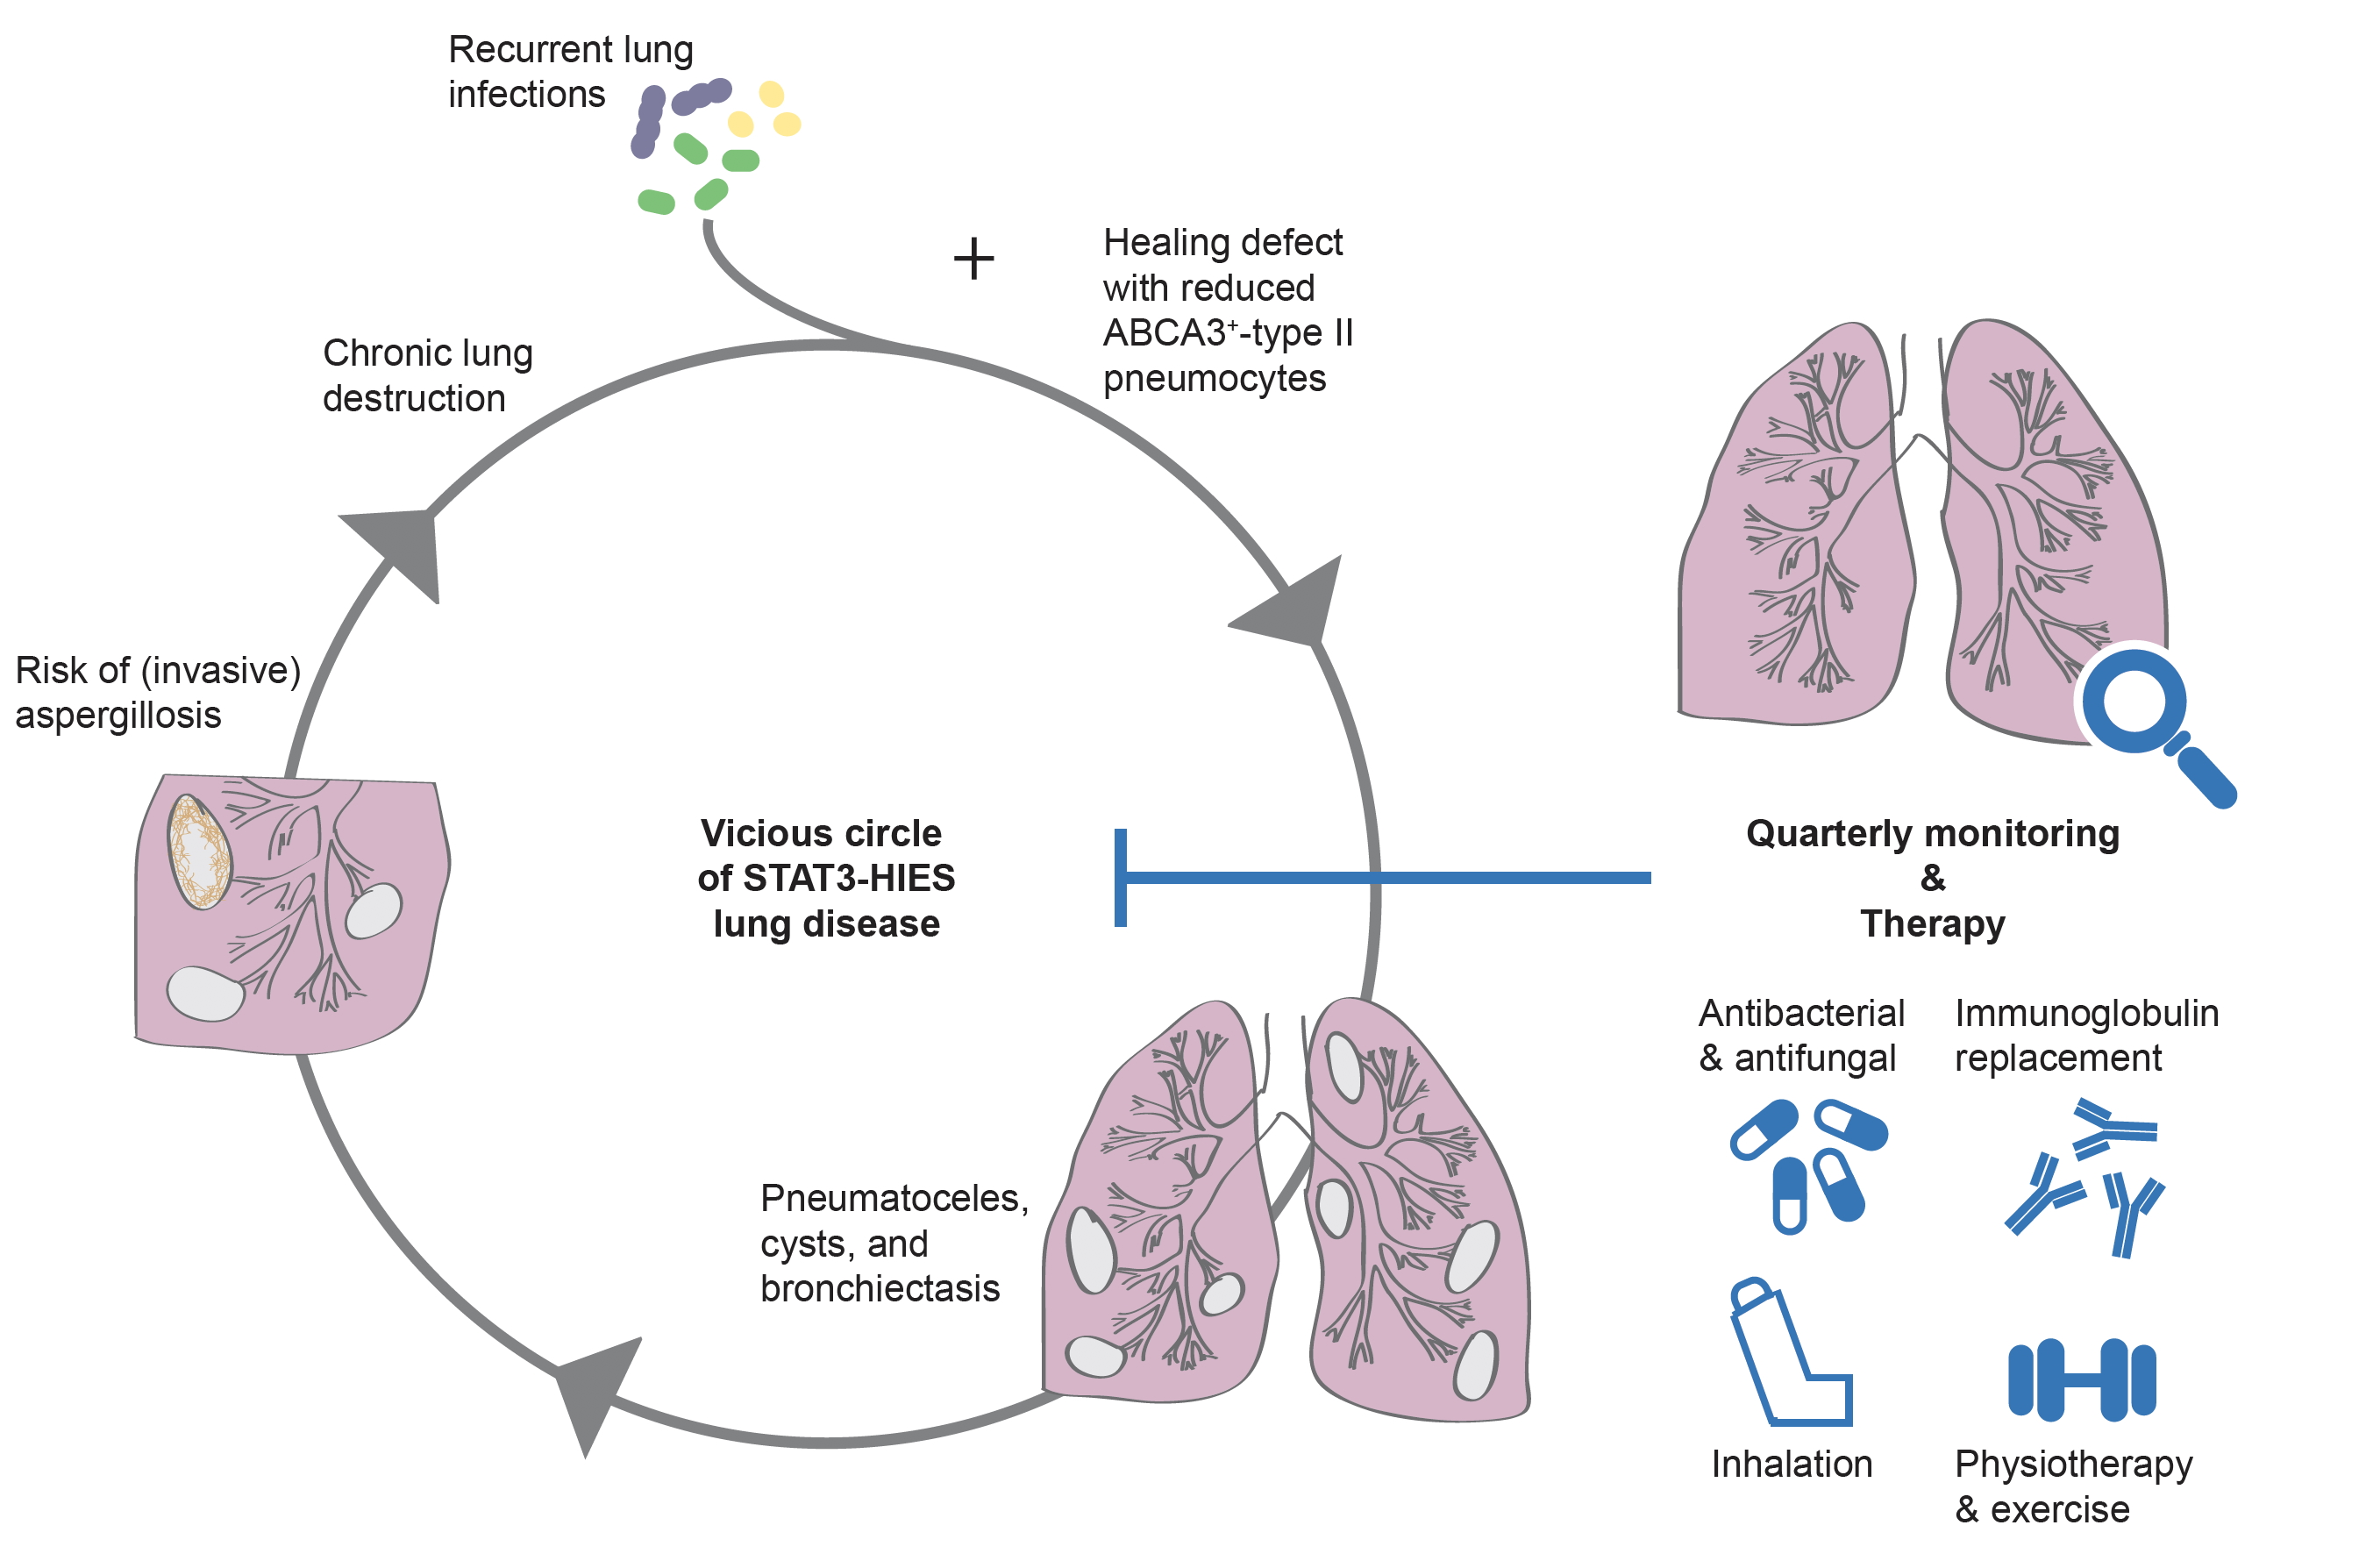 Recurrent lung
infections
+
Healing defect
with reduced
ABCA3⁺-type II
pneumocytes
Chronic lung
destruction
Risk of (invasive)
aspergillosis
Vicious circle
of STAT3-HIES
lung disease
Pneumatoceles,
cysts, and
bronchiectasis
Quarterly monitoring
&
Therapy
Antibacterial
& antifungal
Immunoglobulin
replacement
Inhalation
Physiotherapy
& exercise